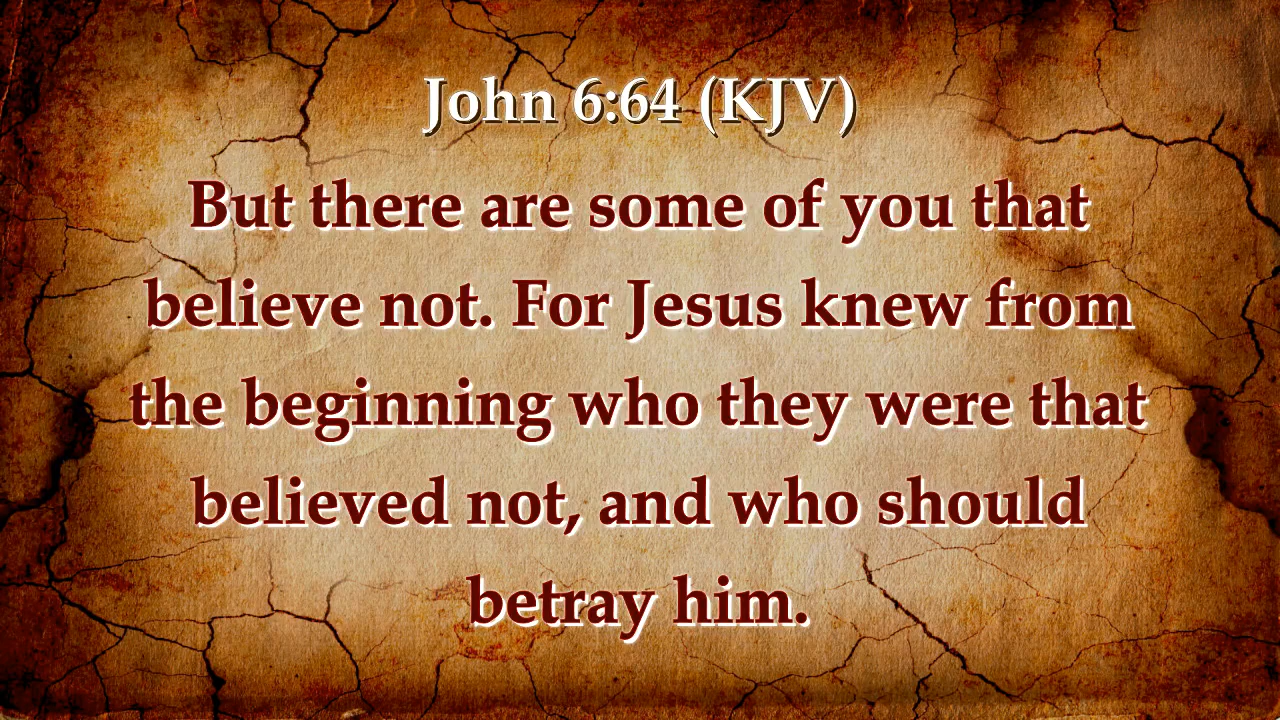 John 6:64 (KJV)
But there are some of you that
believe not. For Jesus knew from
the beginning who they were that
believed not, and who should
betray him.